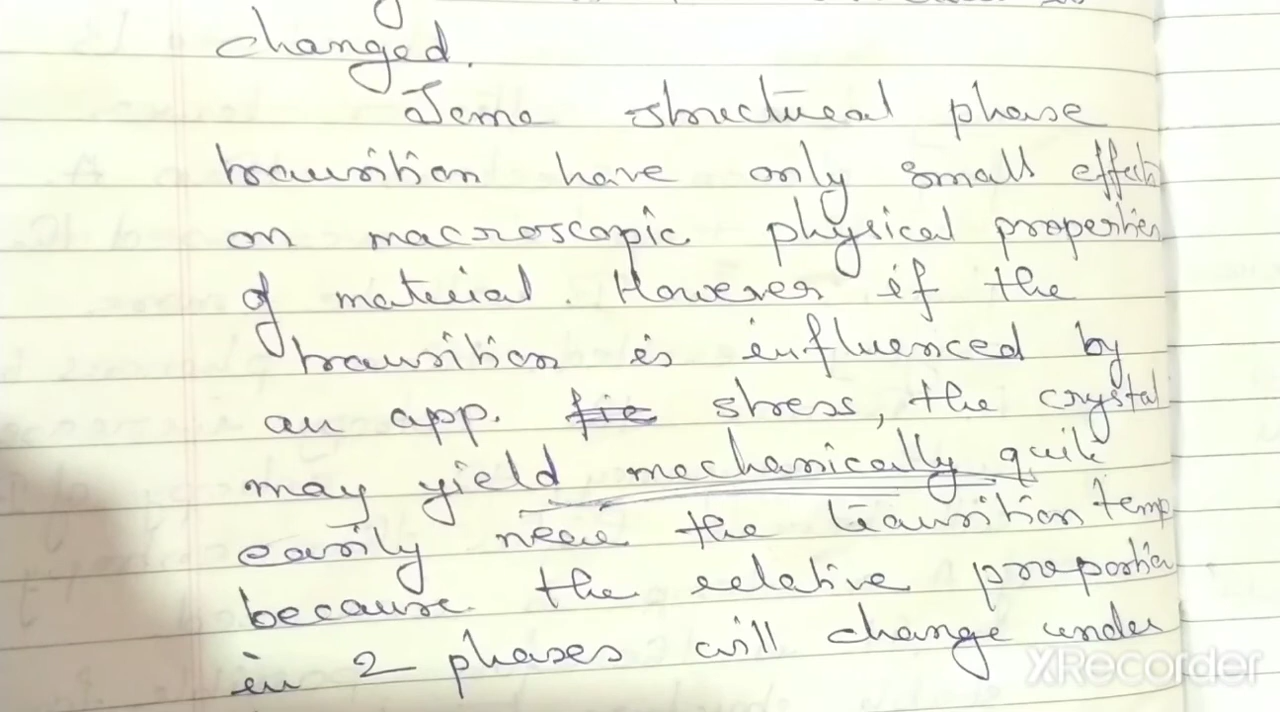 changed.
Some structural phase
transition have only small effects
on macroscopic physical properties
of material. However if the
transition is influenced by
an app. stress, the crystal
may yield mechanically quite
easily near the transition temp
because the relative proportion
in 2 phases will change under
XRecorder